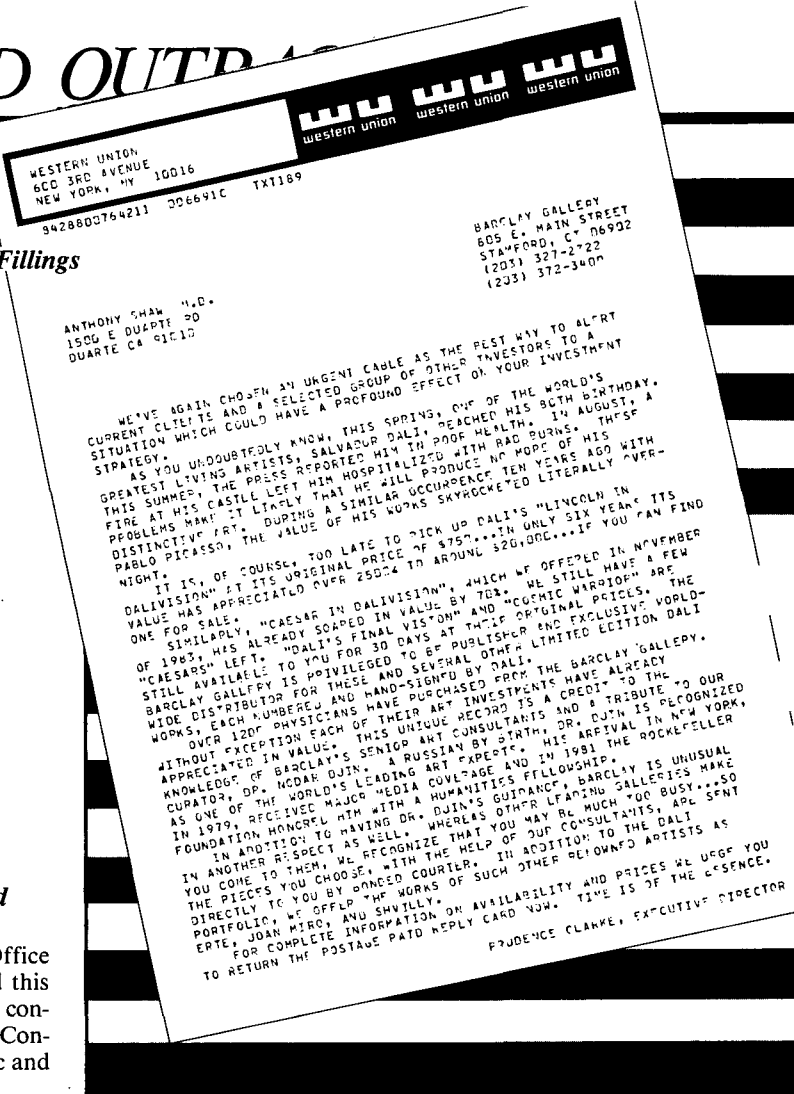 D OUTRAG
western union western union western union
WESTERN UNION
600 3RD AVENUE
NEW YORK, NY 10016
9428800764211 006691C TXT189
BARCLAY GALLERY
605 E. MAIN STREET
STAMFORD, CT 06902
(203) 327-2722
(203) 372-3400
Fillings
ANTHONY SHAW M.D.
1500 E DUARTE RD
DUARTE CA 91010
WE'VE AGAIN CHOSEN AN URGENT CABLE AS THE BEST WAY TO ALERT
CURRENT CLIENTS AND A SELECTED GROUP OF OTHER INVESTORS TO A
SITUATION WHICH COULD HAVE A PROFOUND EFFECT ON YOUR INVESTMENT
STRATEGY.
AS YOU UNDOUBTEDLY KNOW, THIS SPRING, ONE OF THE WORLD'S
GREATEST LIVING ARTISTS, SALVADOR DALI, REACHED HIS 80TH BIRTHDAY.
THIS SUMMER, THE PRESS REPORTED HIM IN POOR HEALTH. IN AUGUST, A
FIRE AT HIS CASTLE LEFT HIM HOSPITALIZED WITH BAD BURNS. THESE
PROBLEMS MAKE IT LIKELY THAT HE WILL PRODUCE NO MORE OF HIS
DISTINCTIVE ART. DURING A SIMILAR OCCURRENCE TEN YEARS AGO WITH
PABLO PICASSO, THE VALUE OF HIS WORKS SKYROCKETED LITERALLY OVER-
NIGHT.
IT IS, OF COURSE, TOO LATE TO PICK UP DALI'S "LINCOLN IN
DALIVISION" AT ITS ORIGINAL PRICE OF $750...IN ONLY SIX YEARS ITS
VALUE HAS APPRECIATED OVER 2500% TO AROUND $20,000...IF YOU CAN FIND
ONE FOR SALE.
SIMILARLY, "CAESAR IN DALIVISION", WHICH WE OFFERED IN NOVEMBER
OF 1983, HAS ALREADY SOARED IN VALUE BY 78%. WE STILL HAVE A FEW
"CAESARS" LEFT. "DALI'S FINAL VISION" AND "COSMIC WARRIOR" ARE
STILL AVAILABLE TO YOU FOR 30 DAYS AT THEIR ORIGINAL PRICES. THE
BARCLAY GALLERY IS PRIVILEGED TO BE PUBLISHER AND EXCLUSIVE WORLD-
WIDE DISTRIBUTOR FOR THESE AND SEVERAL OTHER LIMITED EDITION DALI
WORKS, EACH NUMBERED AND HAND-SIGNED BY DALI.
OVER 1200 PHYSICIANS HAVE PURCHASED FROM THE BARCLAY GALLERY.
WITHOUT EXCEPTION EACH OF THEIR ART INVESTMENTS HAVE ALREADY
APPRECIATED IN VALUE. THIS UNIQUE RECORD IS A CREDIT TO THE
KNOWLEDGE OF BARCLAY'S SENIOR ART CONSULTANTS AND A TRIBUTE TO OUR
CURATOR, DR. NODAR DJIN. A RUSSIAN BY BIRTH, DR. DJIN IS RECOGNIZED
AS ONE OF THE WORLD'S LEADING ART EXPERTS. HIS ARRIVAL IN NEW YORK,
IN 1979, RECEIVED MAJOR MEDIA COVERAGE AND IN 1981 THE ROCKEFELLER
FOUNDATION HONORED HIM WITH A HUMANITIES FELLOWSHIP.
IN ADDITION TO HAVING DR. DJIN'S GUIDANCE, BARCLAY IS UNUSUAL
IN ANOTHER RESPECT AS WELL. WHEREAS OTHER LEADING GALLERIES MAKE
YOU COME TO THEM, WE RECOGNIZE THAT YOU MAY BE MUCH TOO BUSY...SO
THE PIECES YOU CHOOSE, WITH THE HELP OF OUR CONSULTANTS, ARE SENT
DIRECTLY TO YOU BY BONDED COURIER. IN ADDITION TO THE DALI
PORTFOLIO, WE OFFER THE WORKS OF SUCH OTHER RENOWNED ARTISTS AS
ERTE, JOAN MIRO, AND SHVILLY.
FOR COMPLETE INFORMATION ON AVAILABILITY AND PRICES WE URGE YOU
TO RETURN THE POSTAGE PAID REPLY CARD NOW. TIME IS OF THE ESSENCE.
PRUDENCE CLARKE, EXECUTIVE DIRECTOR
d
Office
this
con-
Con-
c and